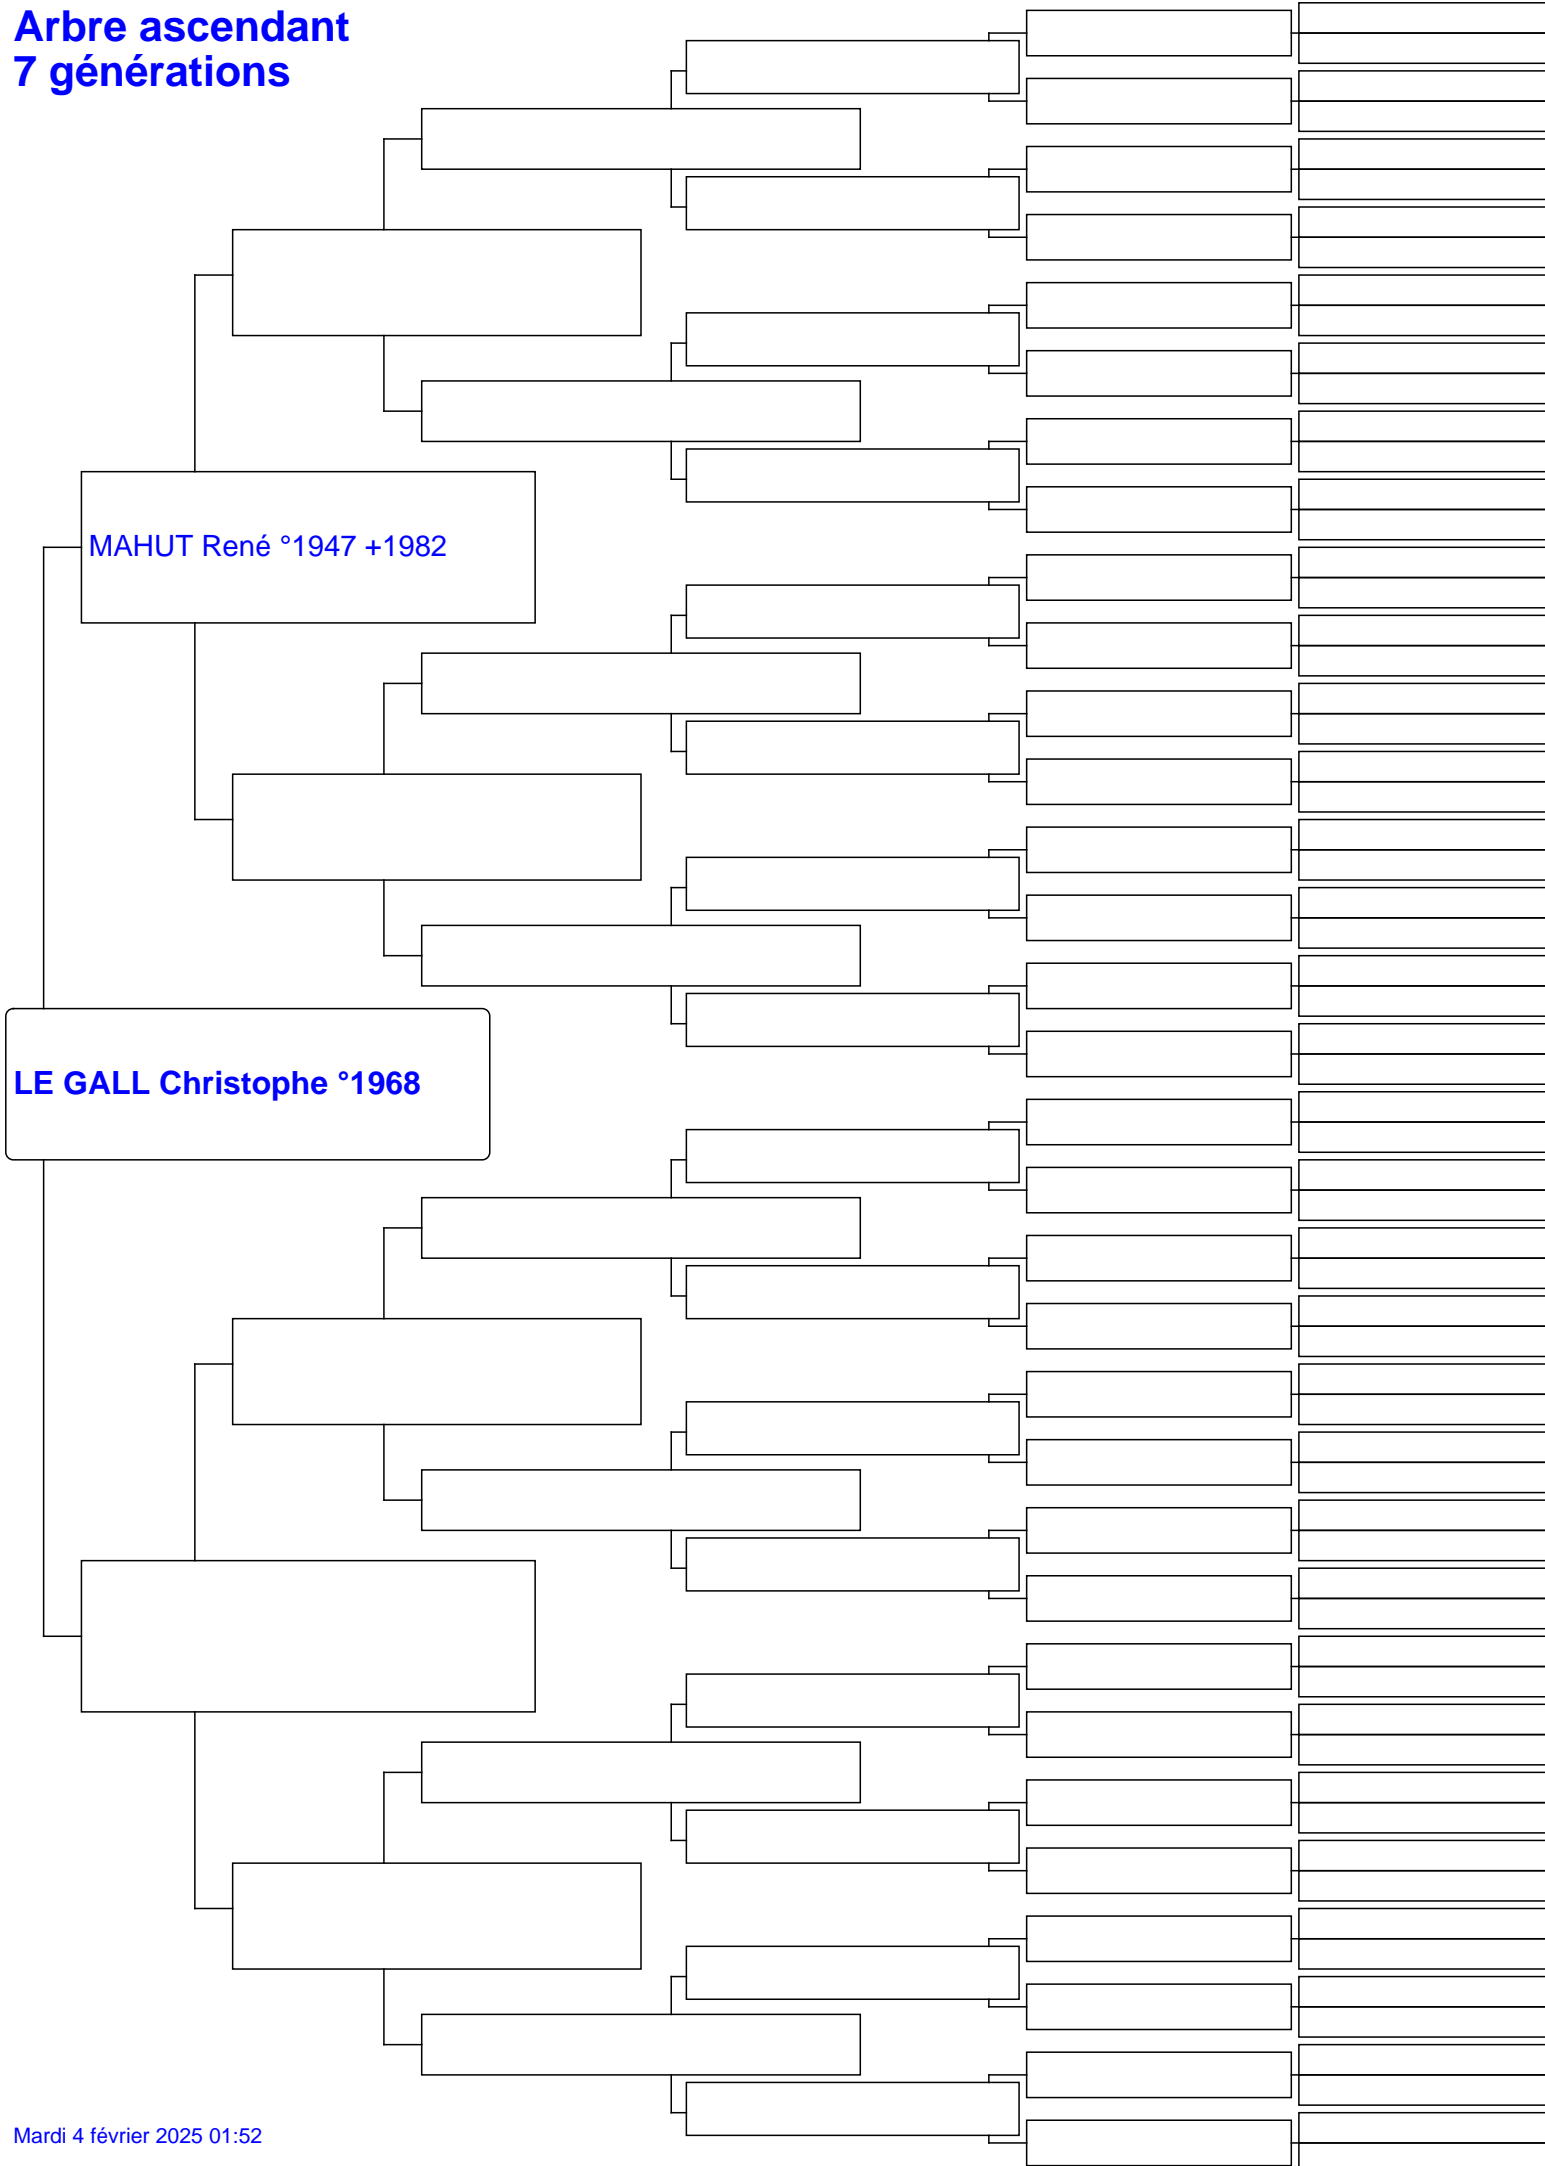 Arbre ascendant
7 générations
MAHUT René °1947 +1982
LE GALL Christophe °1968
Mardi 4 février 2025 01:52